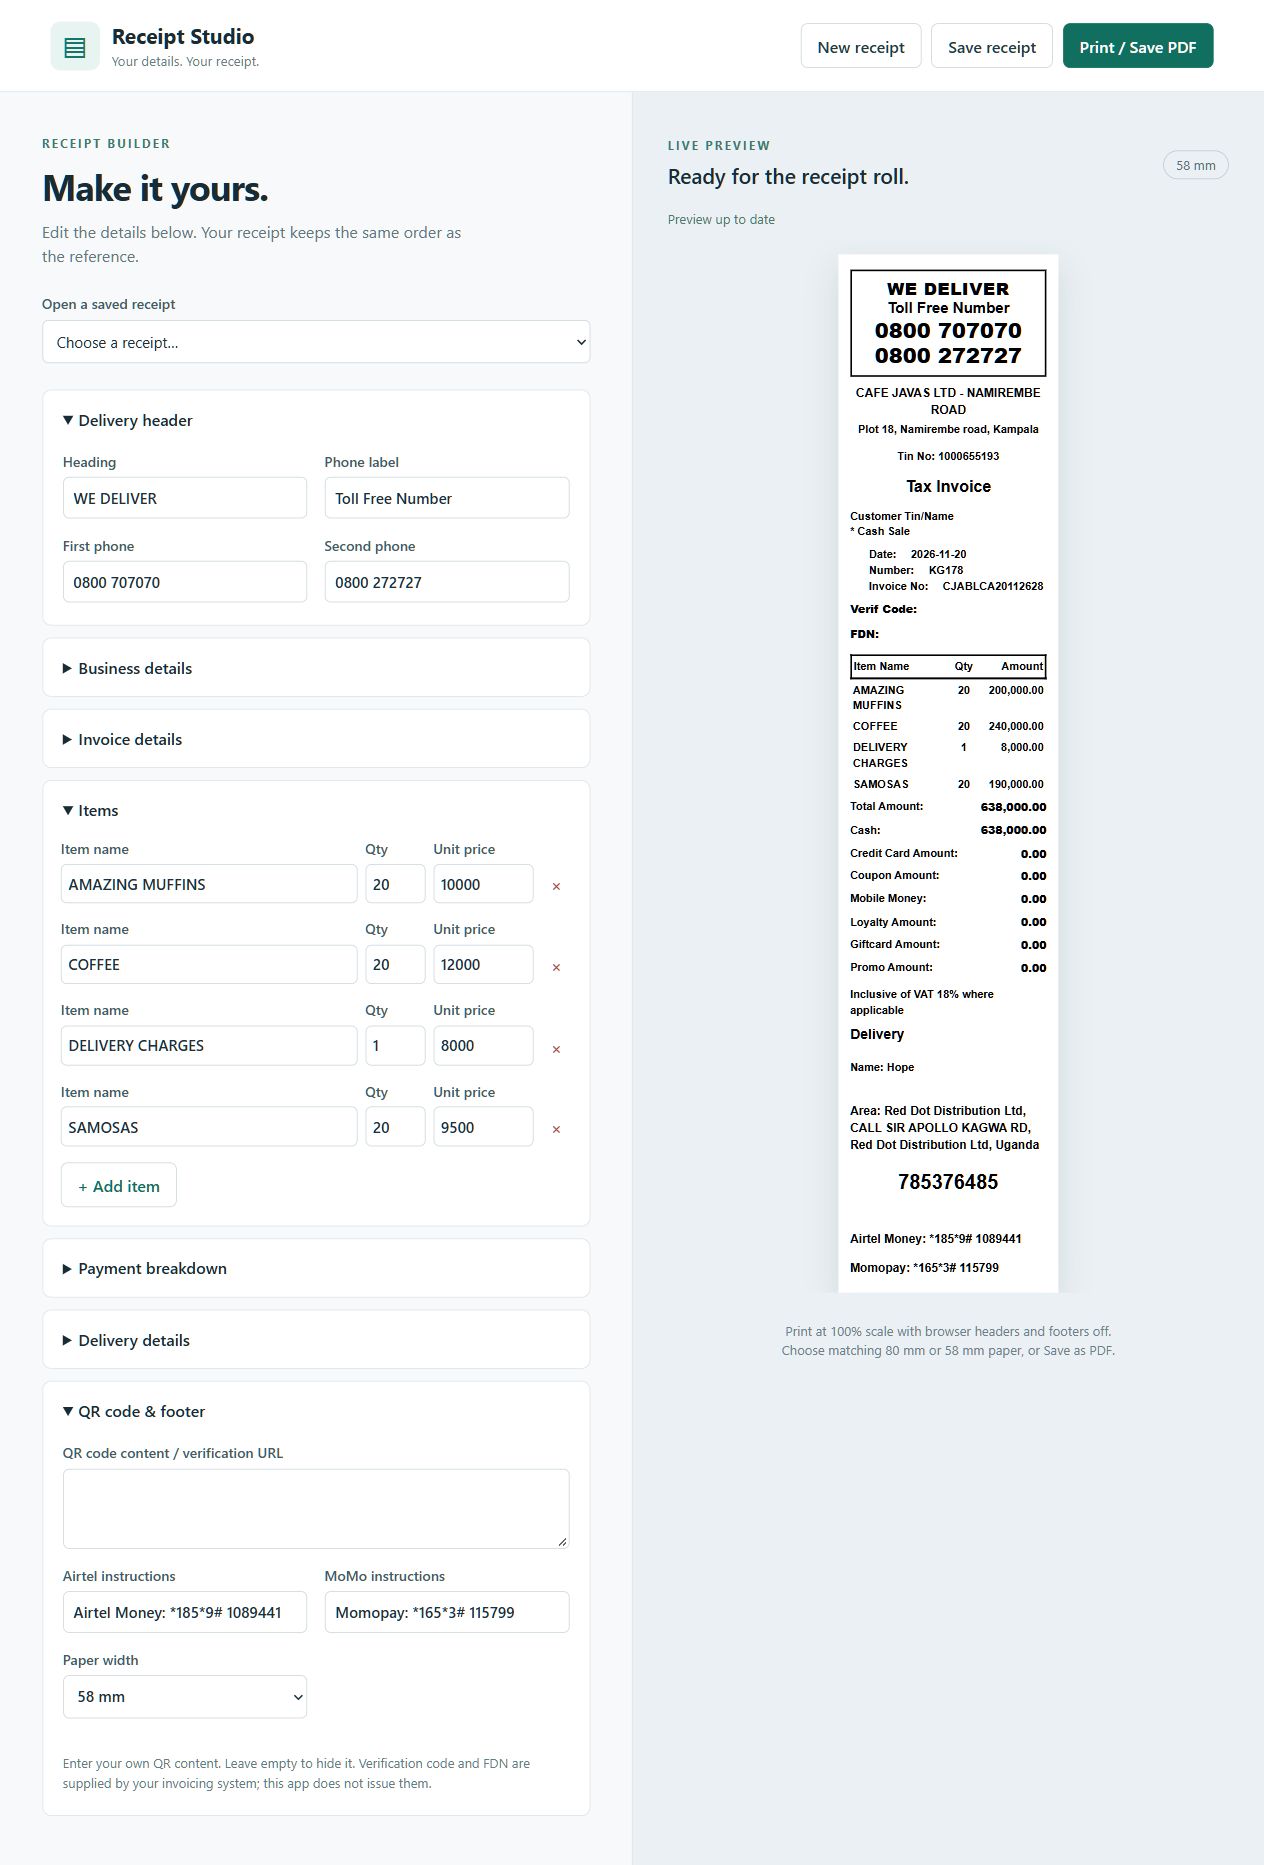 Receipt Studio
Your details. Your receipt.
New receipt
Save receipt
Print / Save PDF
RECEIPT BUILDER
Make it yours.
Edit the details below. Your receipt keeps the same order as
the reference.
Open a saved receipt
Choose a receipt...
▼ Delivery header
Heading Phone label
WE DELIVER Toll Free Number
First phone Second phone
0800 707070 0800 272727
▶ Business details
▶ Invoice details
▼ Items
Item name Qty Unit price
AMAZING MUFFINS 20 10000 ×
Item name Qty Unit price
COFFEE 20 12000 ×
Item name Qty Unit price
DELIVERY CHARGES 1 8000 ×
Item name Qty Unit price
SAMOSAS 20 9500 ×
+ Add item
▶ Payment breakdown
▶ Delivery details
▼ QR code & footer
QR code content / verification URL
Airtel instructions MoMo instructions
Airtel Money: *185*9# 1089441 Momopay: *165*3# 115799
Paper width
58 mm
Enter your own QR content. Leave empty to hide it. Verification code and FDN are
supplied by your invoicing system; this app does not issue them.
LIVE PREVIEW
Ready for the receipt roll.
58 mm
Preview up to date
WE DELIVER
Toll Free Number
0800 707070
0800 272727
CAFE JAVAS LTD - NAMIREMBE
ROAD
Plot 18, Namirembe road, Kampala
Tin No: 1000655193
Tax Invoice
Customer Tin/Name
* Cash Sale
Date: 2026-11-20
Number: KG178
Invoice No: CJABLCA20112628
Verif Code:
FDN:
Item Name Qty Amount
AMAZING 20 200,000.00
MUFFINS
COFFEE 20 240,000.00
DELIVERY 1 8,000.00
CHARGES
SAMOSAS 20 190,000.00
Total Amount: 638,000.00
Cash: 638,000.00
Credit Card Amount: 0.00
Coupon Amount: 0.00
Mobile Money: 0.00
Loyalty Amount: 0.00
Giftcard Amount: 0.00
Promo Amount: 0.00
Inclusive of VAT 18% where
applicable
Delivery
Name: Hope
Area: Red Dot Distribution Ltd,
CALL SIR APOLLO KAGWA RD,
Red Dot Distribution Ltd, Uganda
785376485
Airtel Money: *185*9# 1089441
Momopay: *165*3# 115799
Print at 100% scale with browser headers and footers off.
Choose matching 80 mm or 58 mm paper, or Save as PDF.